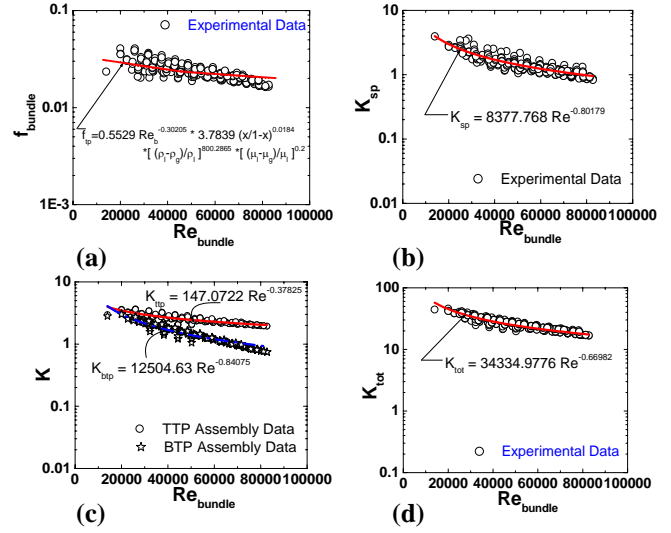 0.1
0.01
1E-3
f_bundle
Experimental Data
f_tp=0.5529 Re_b^-0.30205 * 3.7839 (x/1-x)^0.0184
*[ (ρ_l-ρ_g)/ρ_l ]^800.2865 *[ (μ_l-μ_g)/μ_l ]^0.2
0 20000 40000 60000 80000 100000
Re_bundle
(a)
10
1
0.1
0.01
K_sp
K_sp = 8377.768 Re^-0.80179
Experimental Data
0 20000 40000 60000 80000 100000
Re_bundle
(b)
10
1
0.1
0.01
K
K_ttp = 147.0722 Re^-0.37825
K_btp = 12504.63 Re^-0.84075
TTP Assembly Data
BTP Assembly Data
0 20000 40000 60000 80000 100000
Re_bundle
(c)
100
10
1
0.1
K_tot
K_tot = 34334.9776 Re^-0.66982
Experimental Data
0 20000 40000 60000 80000 100000
Re_bundle
(d)